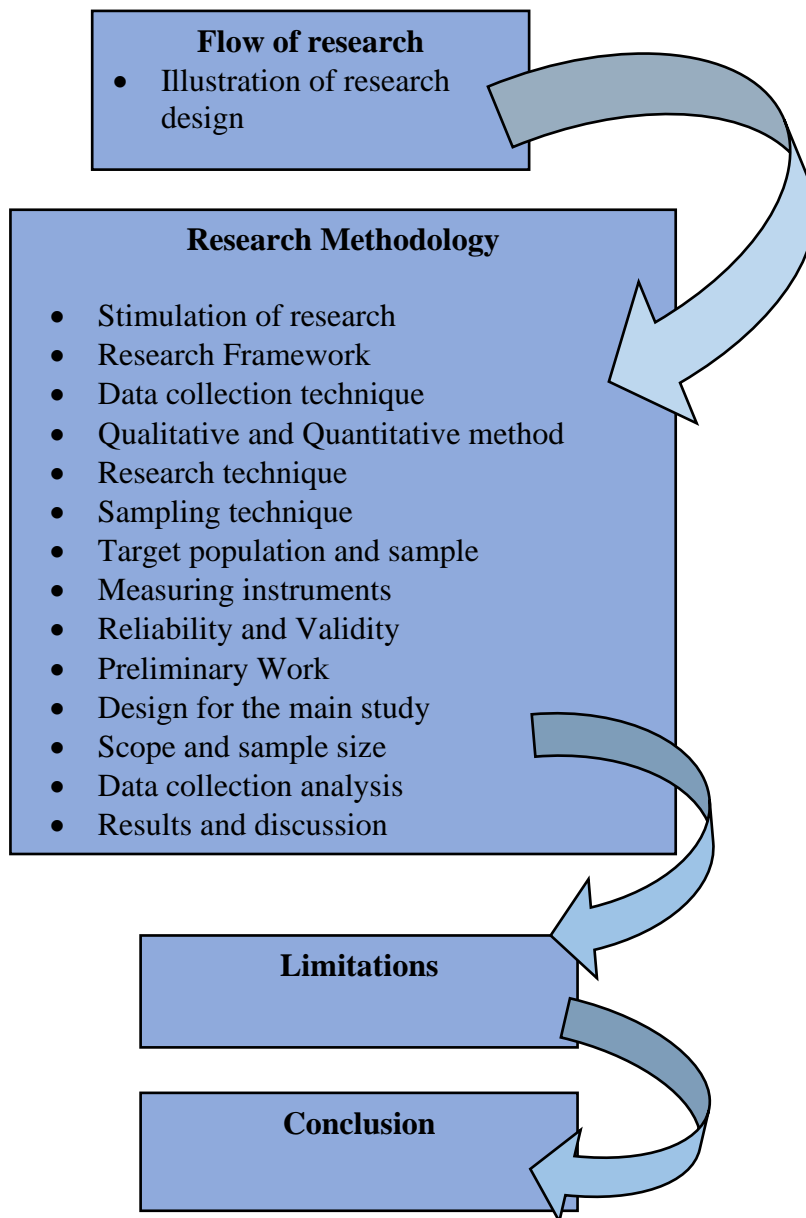 Flow of research
• Illustration of research
design
Research Methodology
• Stimulation of research
• Research Framework
• Data collection technique
• Qualitative and Quantitative method
• Research technique
• Sampling technique
• Target population and sample
• Measuring instruments
• Reliability and Validity
• Preliminary Work
• Design for the main study
• Scope and sample size
• Data collection analysis
• Results and discussion
Limitations
Conclusion